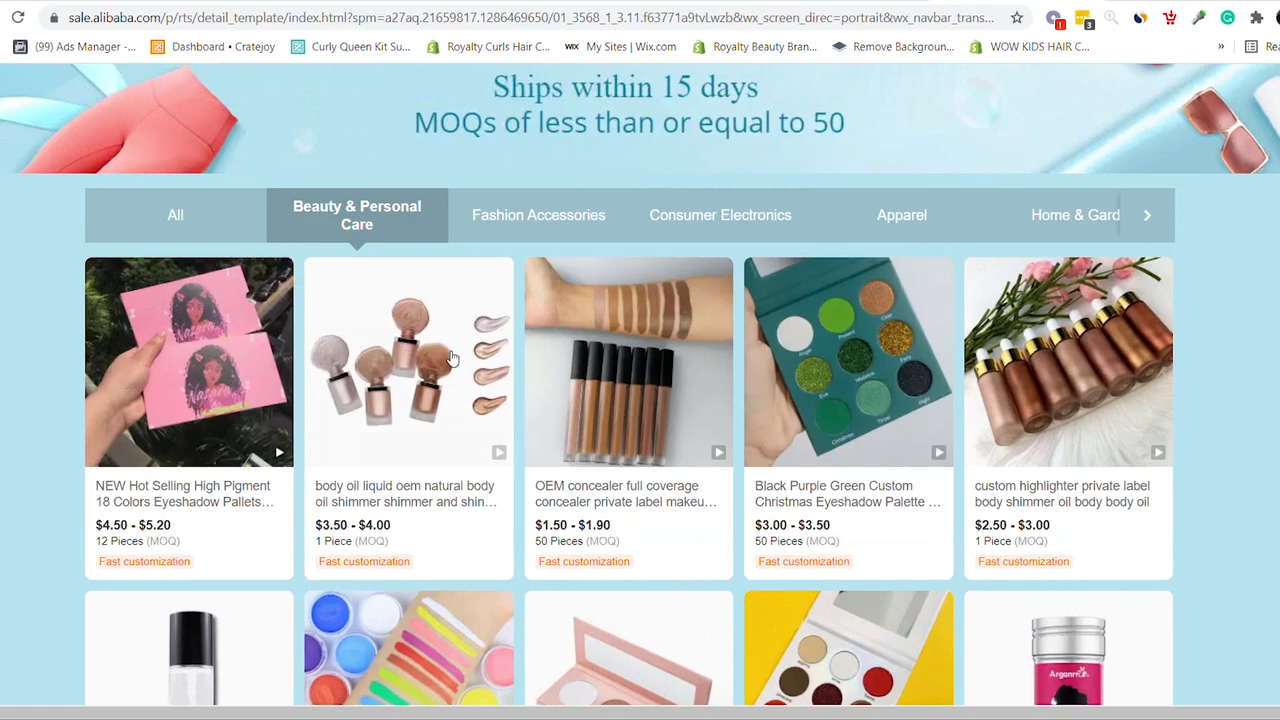 sale.alibaba.com/p/rts/detail_template/index.html?spm=a27aq.21659817.1286469650101_3568_1_3.11.f63771a9tvLwzb&wx_screen_direc=portrait&wx_navbar_trans...
(99) Ads Manager -...
Dashboard • Cratejoy
Curly Queen Kit Su...
Royalty Curls Hair C...
WIX My Sites | Wix.com
Royalty Beauty Bran...
Remove Backgroun...
WOW KIDS HAIR C...
»
Rea
Ships within 15 days
MOQs of less than or equal to 50
All
Beauty & Personal
Care
Fashion Accessories
Consumer Electronics
Apparel
Home & Gard
NEW Hot Selling High Pigment
18 Colors Eyeshadow Pallets…
$4.50 - $5.20
12 Pieces (MOQ)
Fast customization
body oil liquid oem natural body
oil shimmer shimmer and shin…
$3.50 - $4.00
1 Piece (MOQ)
Fast customization
OEM concealer full coverage
concealer private label makeu…
$1.50 - $1.90
50 Pieces (MOQ)
Fast customization
Black Purple Green Custom
Christmas Eyeshadow Palette …
$3.00 - $3.50
50 Pieces (MOQ)
Fast customization
custom highlighter private label
body shimmer oil body body oil
$2.50 - $3.00
1 Piece (MOQ)
Fast customization